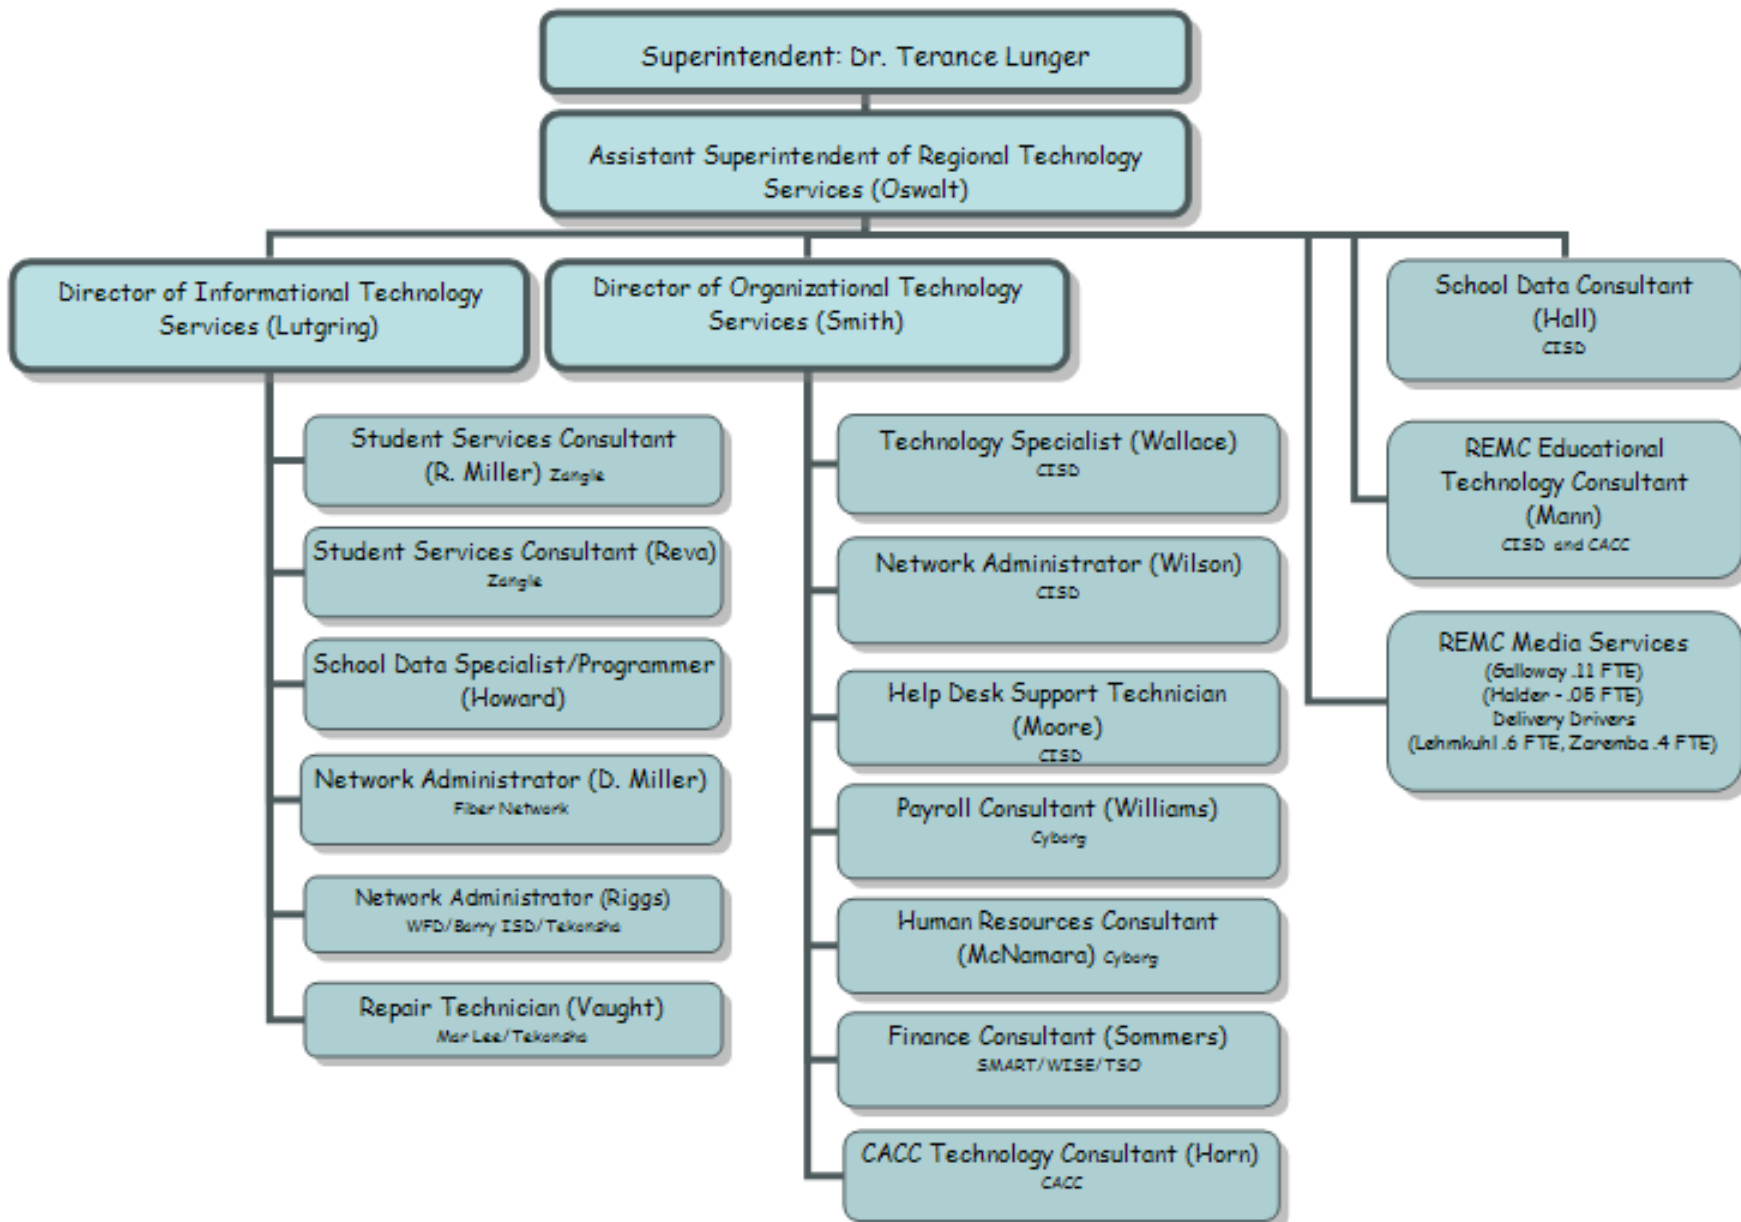 Superintendent: Dr. Terance Lunger
Assistant Superintendent of Regional Technology
Services (Oswalt)
Director of Informational Technology
Services (Lutgring)
Student Services Consultant
(R. Miller) Zangle
Student Services Consultant (Reva)
Zangle
School Data Specialist/Programmer
(Howard)
Network Administrator (D. Miller)
Fiber Network
Network Administrator (Riggs)
WFD/Barry ISD/Tekonsha
Repair Technician (Vaught)
Mar Lee/Tekonsha
Director of Organizational Technology
Services (Smith)
Technology Specialist (Wallace)
CISD
Network Administrator (Wilson)
CISD
Help Desk Support Technician
(Moore)
CISD
Payroll Consultant (Williams)
Cyborg
Human Resources Consultant
(McNamara) Cyborg
Finance Consultant (Sommers)
SMART/WISE/TSO
CACC Technology Consultant (Horn)
CACC
School Data Consultant
(Hall)
CISD
REMC Educational
Technology Consultant
(Mann)
CISD and CACC
REMC Media Services
(Galloway .11 FTE)
(Halder - .05 FTE)
Delivery Drivers
(Lehmkuhl .6 FTE, Zaremba .4 FTE)